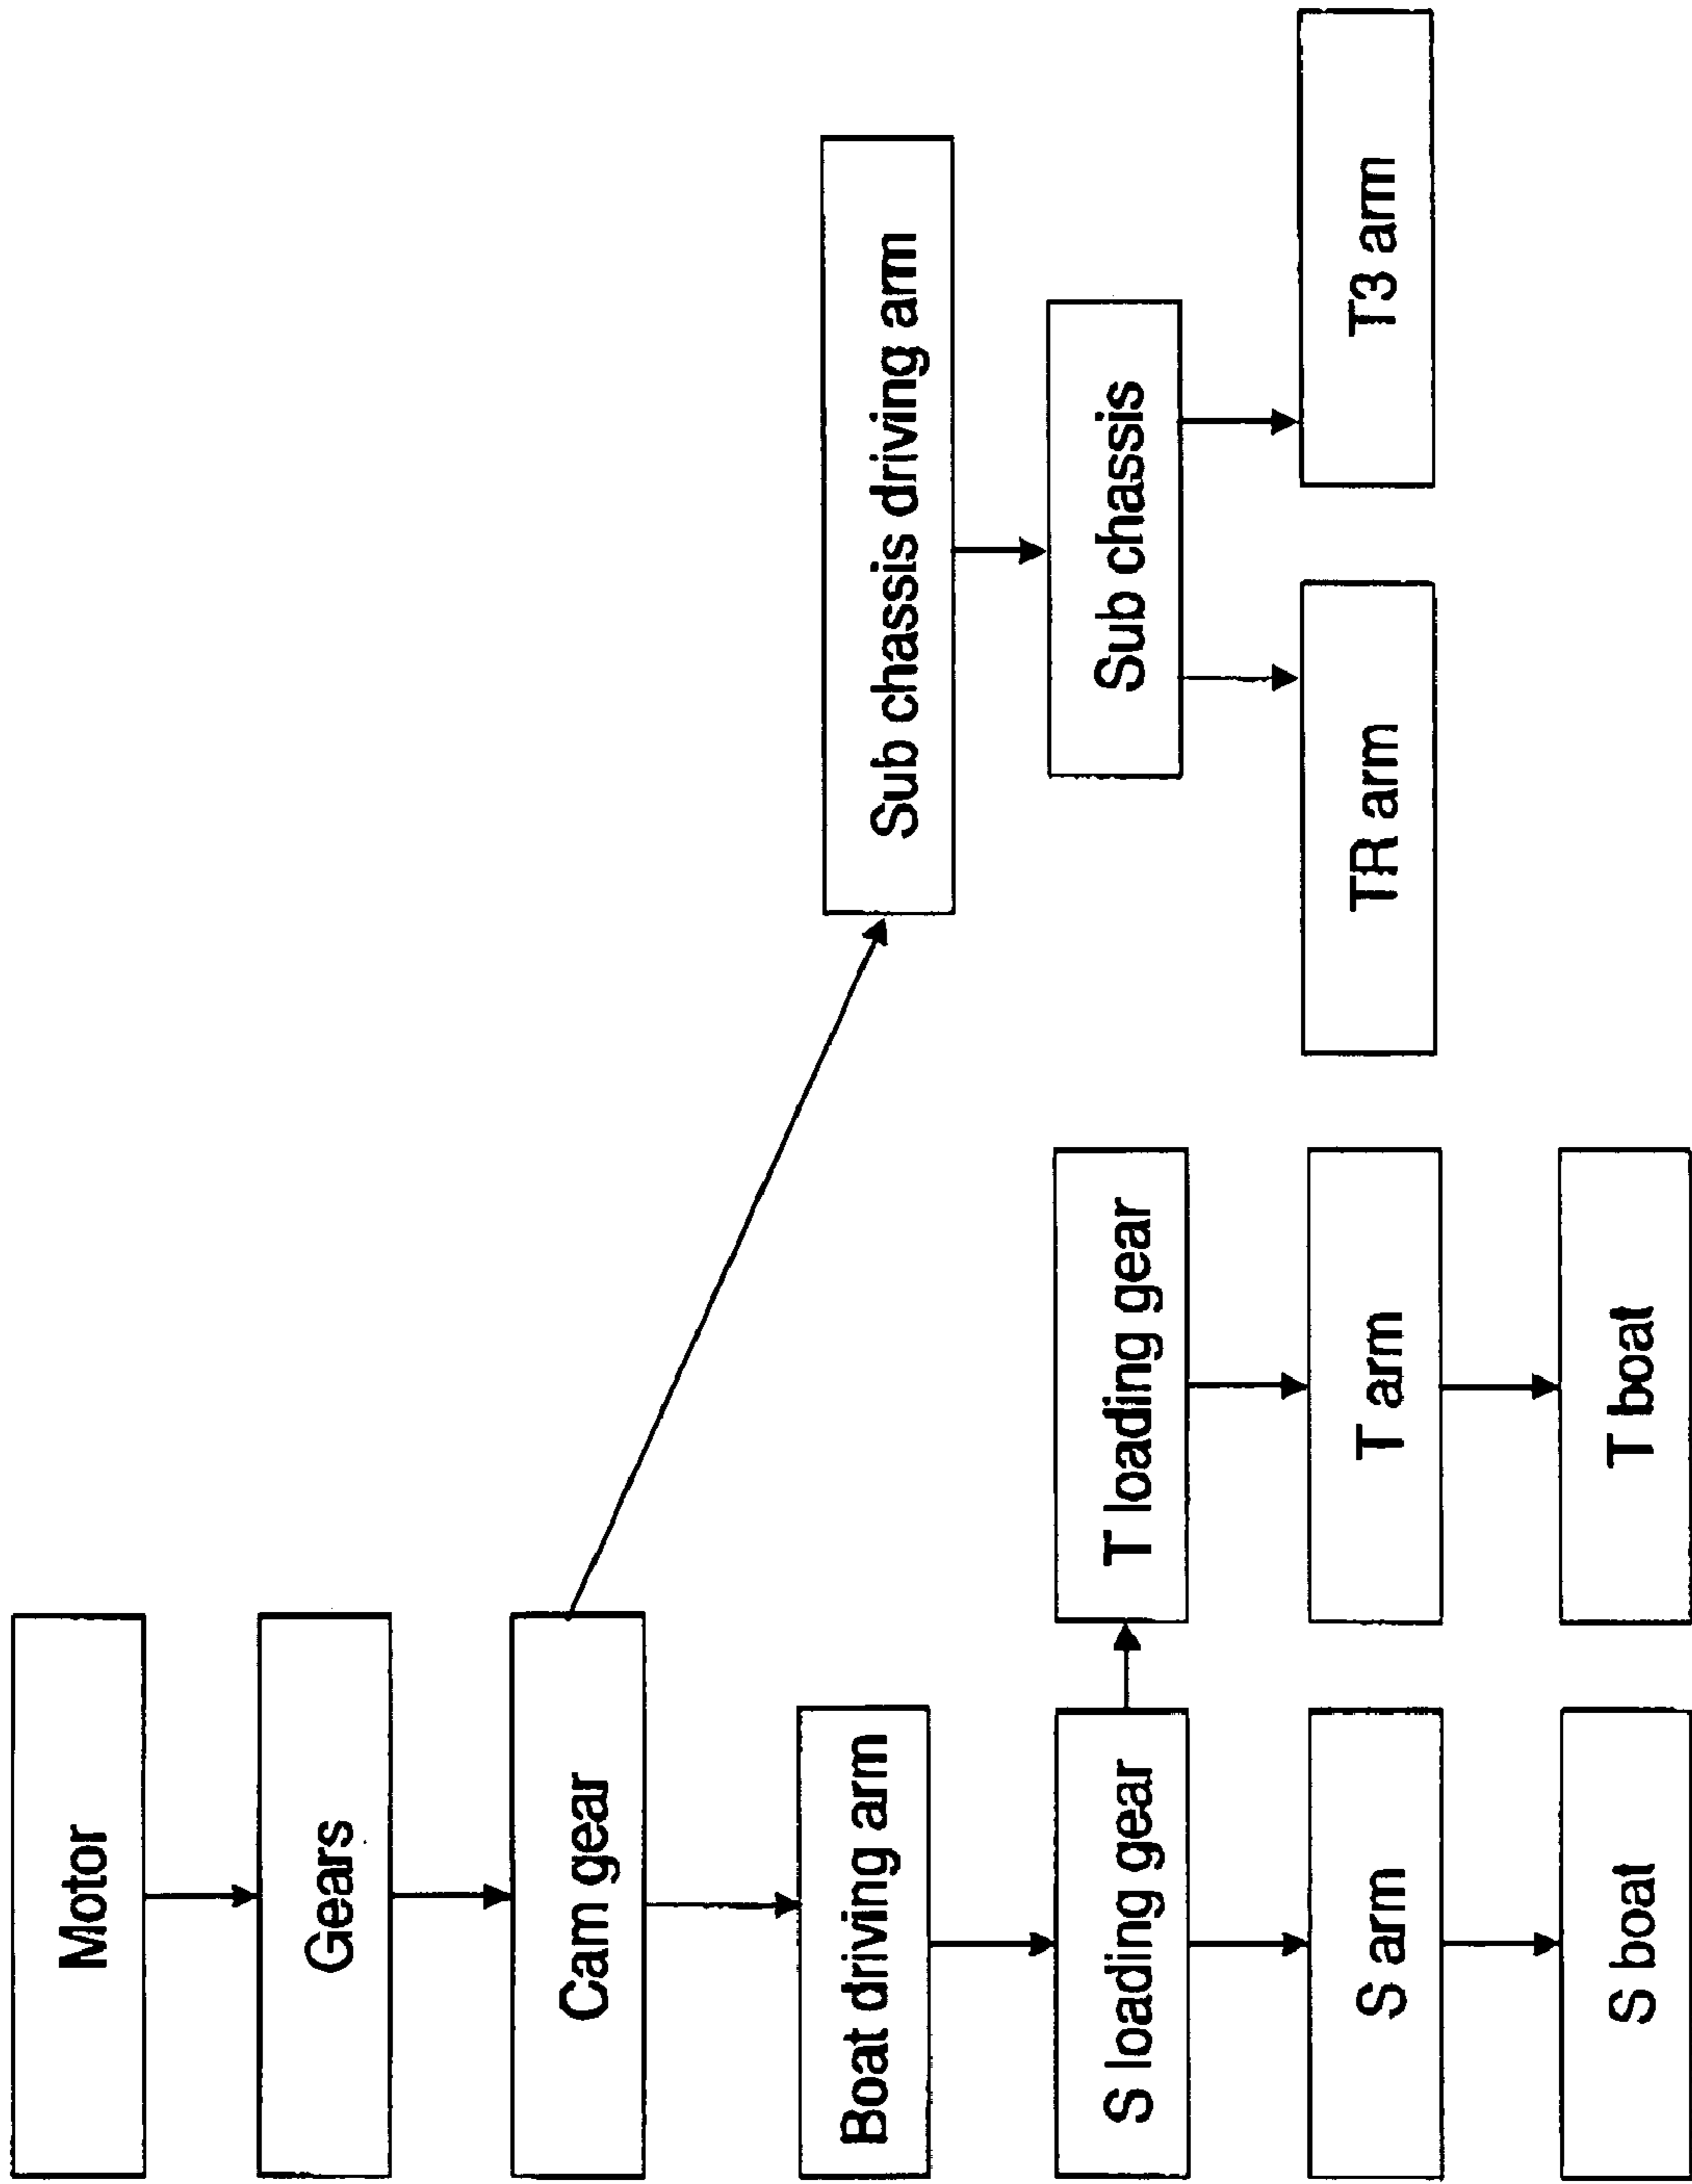 Motor
Gears
Cam gear
Boat driving arm
Sub chassis driving arm
S loading gear
T loading gear
Sub chassis
S arm
T arm
TR arm
T3 arm
S boat
T boat